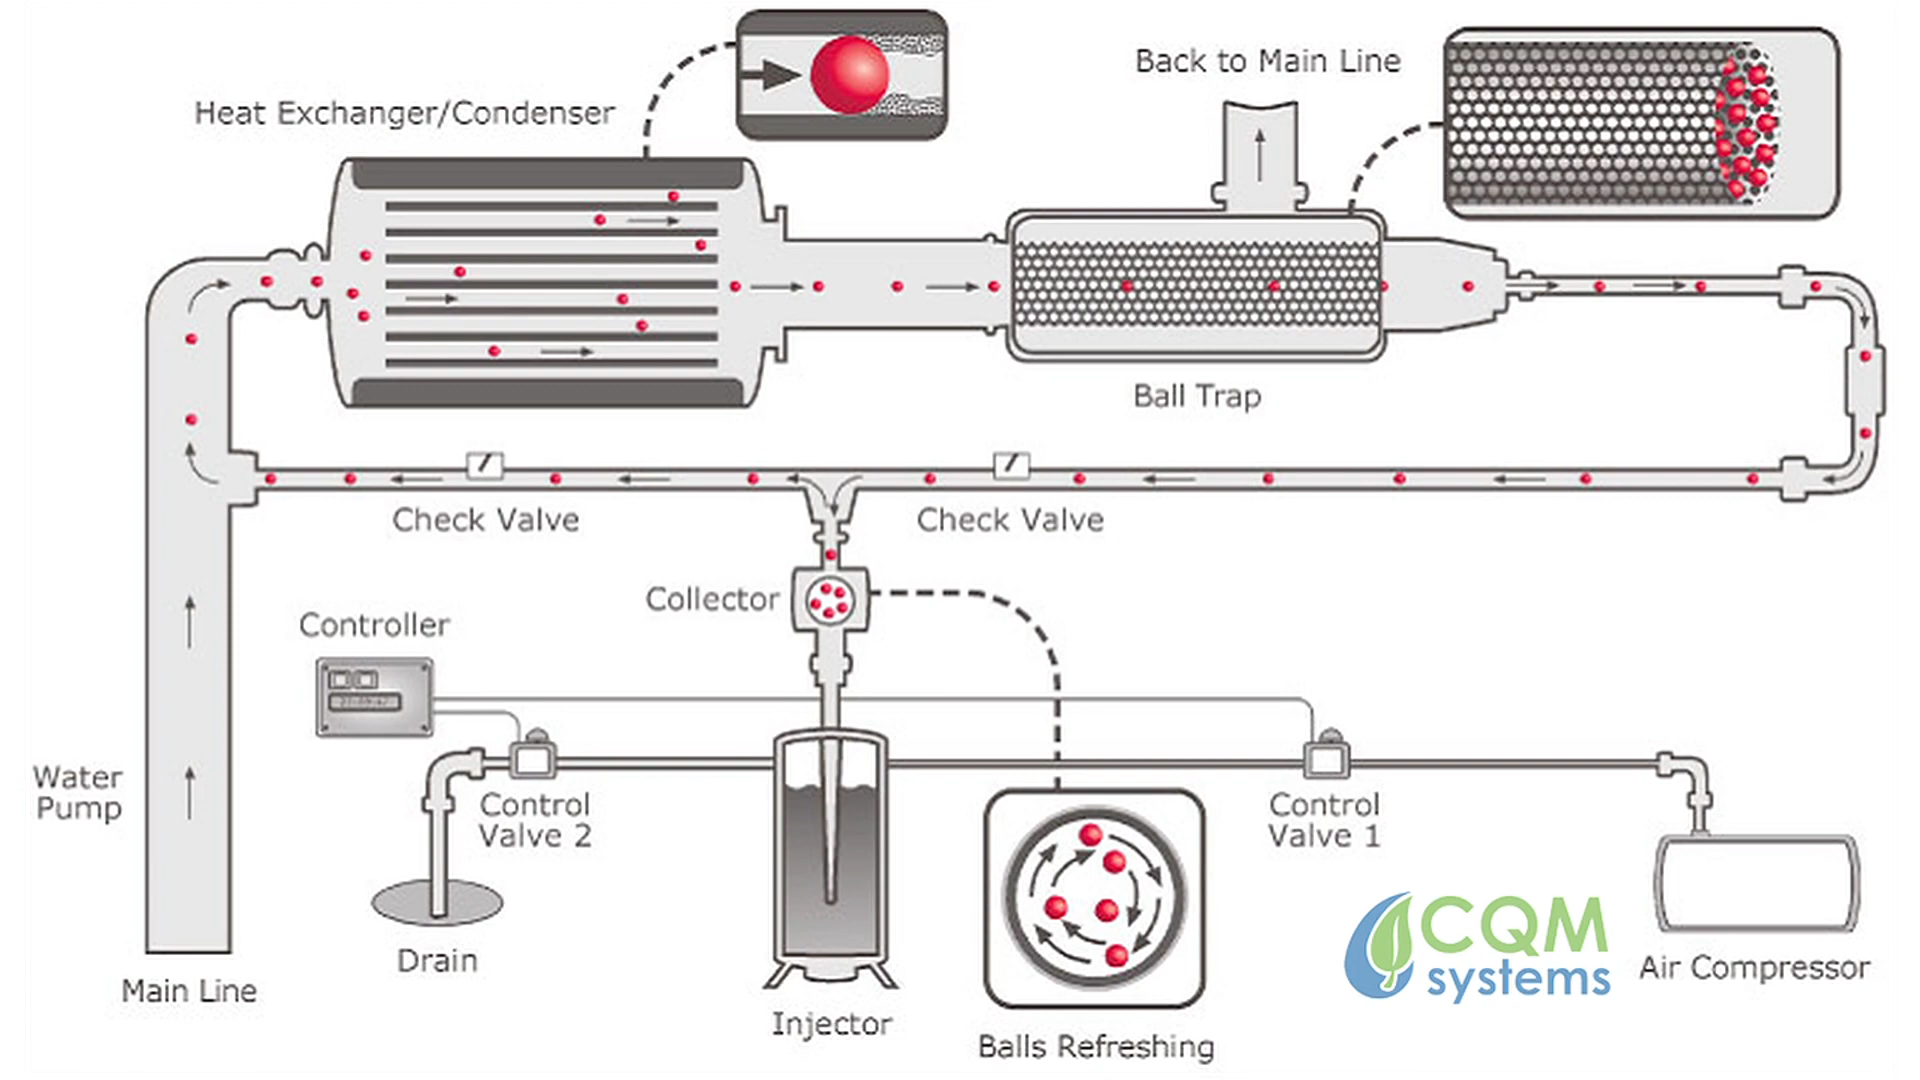 Back to Main Line
Heat Exchanger/Condenser
Ball Trap
Check Valve
Check Valve
Collector
Controller
Water
Pump
Control
Valve 2
Control
Valve 1
CQM
systems
Drain
Air Compressor
Main Line
Injector
Balls Refreshing